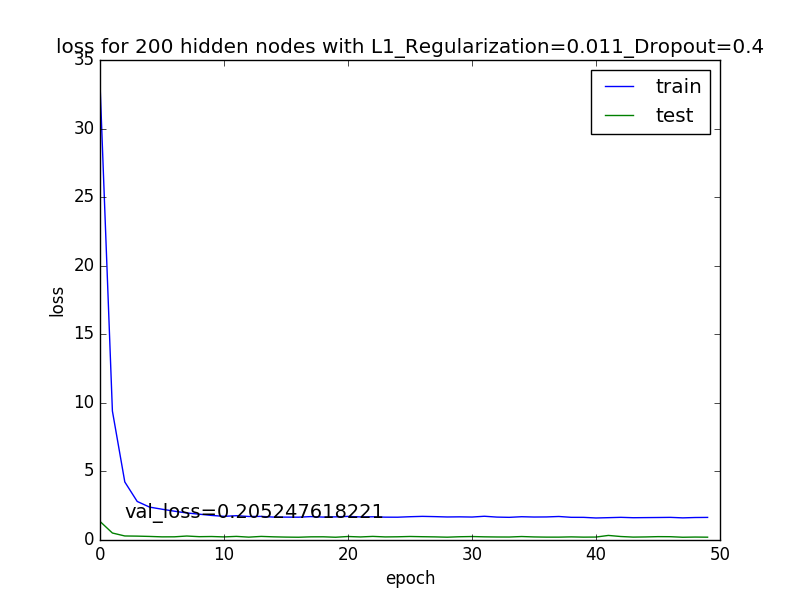 loss for 200 hidden nodes with L1_Regularization=0.011_Dropout=0.4
35
30
25
20
15
10
5
0
loss
train
test
val_loss=0.205247618221
0 10 20 30 40 50
epoch